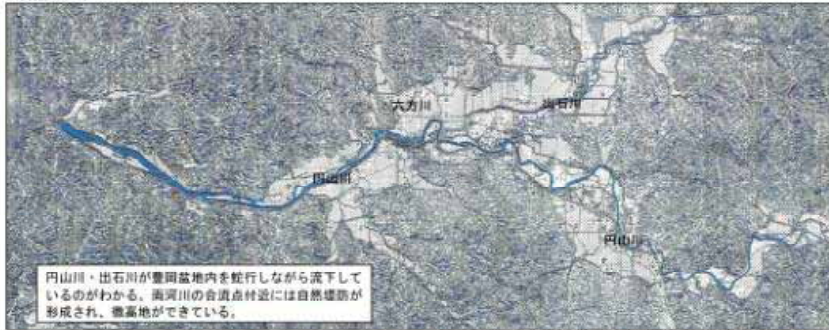 六方川
出石川
円山川
円山川
円山川・出石川が豊岡盆地内を蛇行しながら流下して
いるのがわかる。両河川の合流点付近には自然堤防が
形成され、微高地ができている。